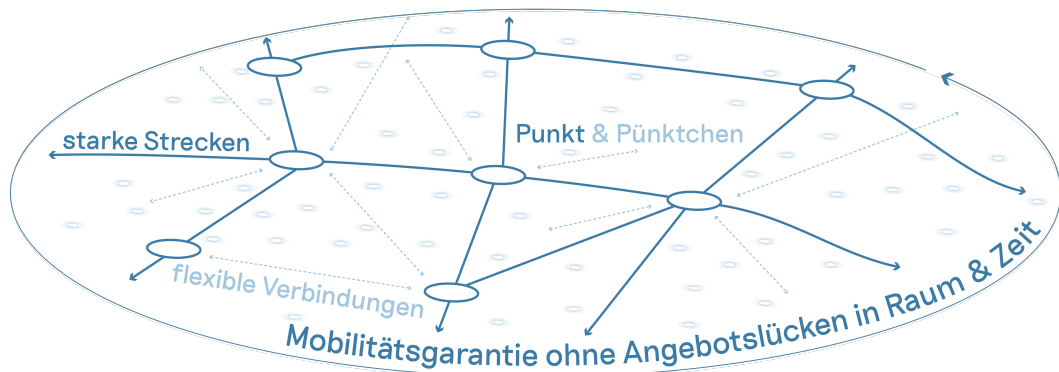 starke Strecken
Punkt & Pünktchen
flexible Verbindungen
Mobilitätsgarantie ohne Angebotslücken in Raum & Zeit